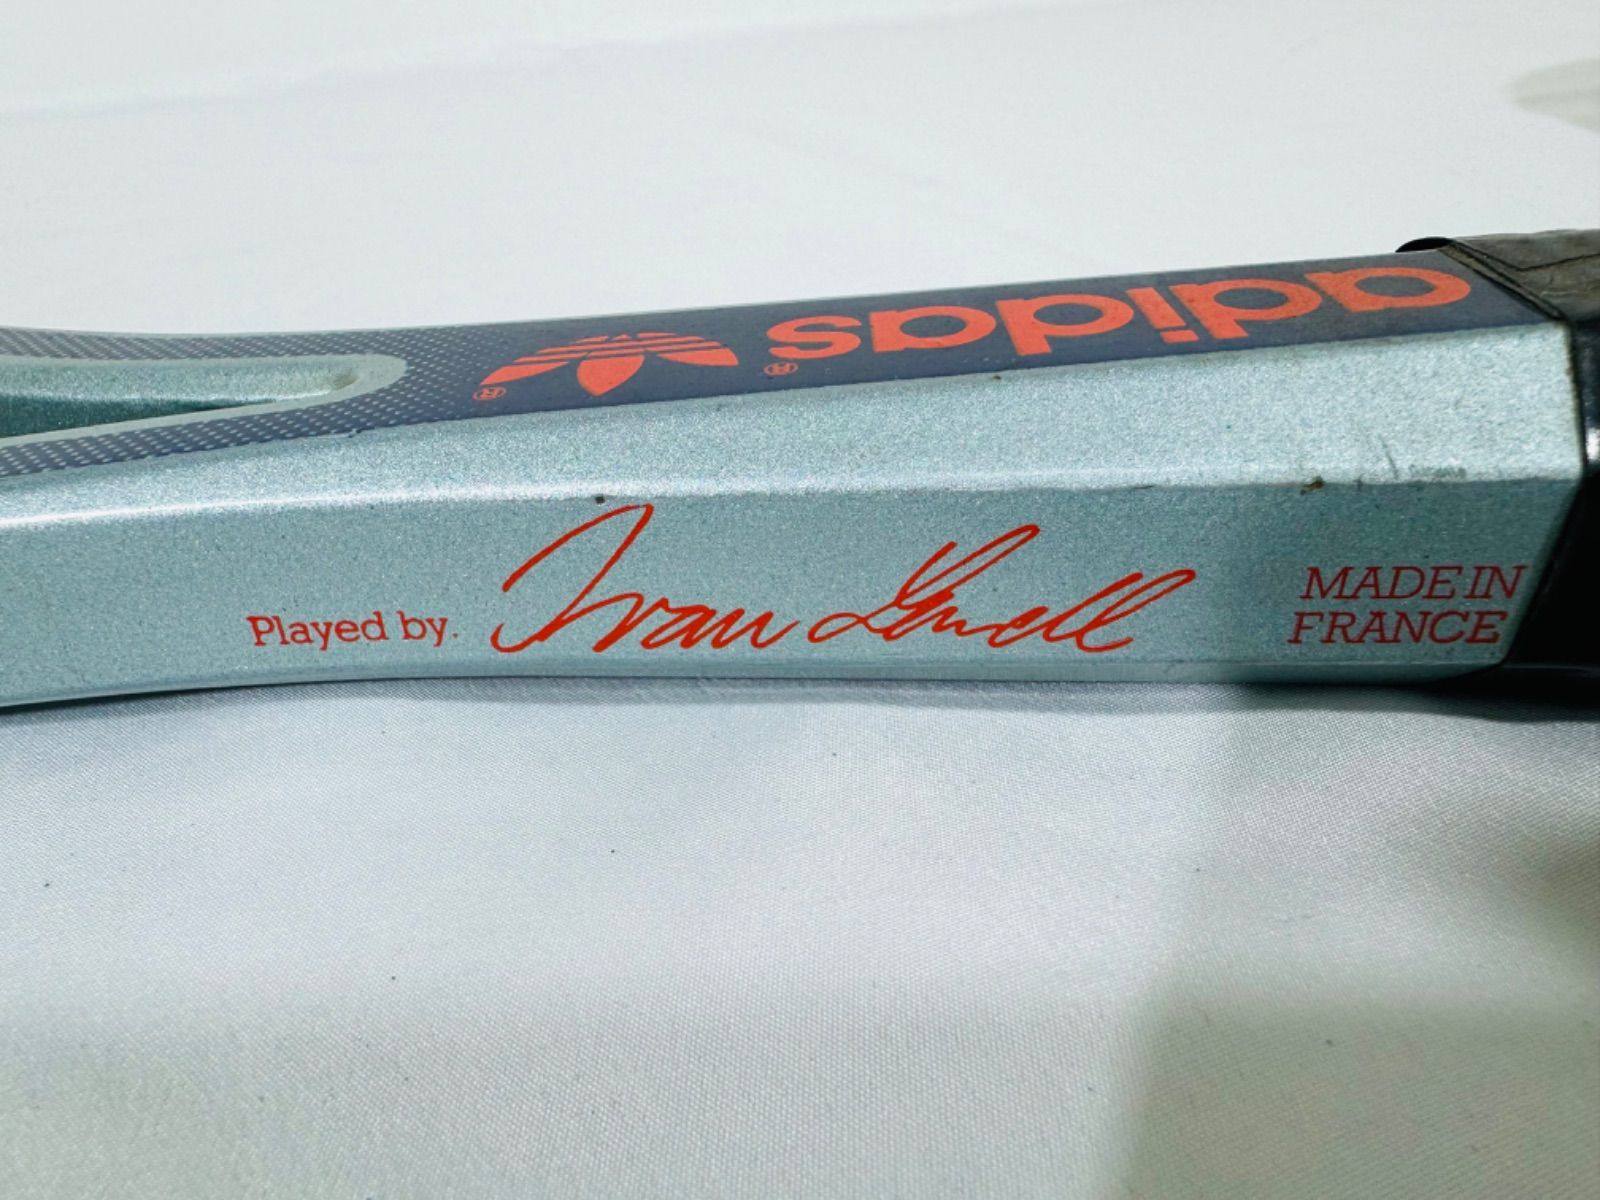 adidas®
®
Played by. Ivan Lendl
MADE IN
FRANCE